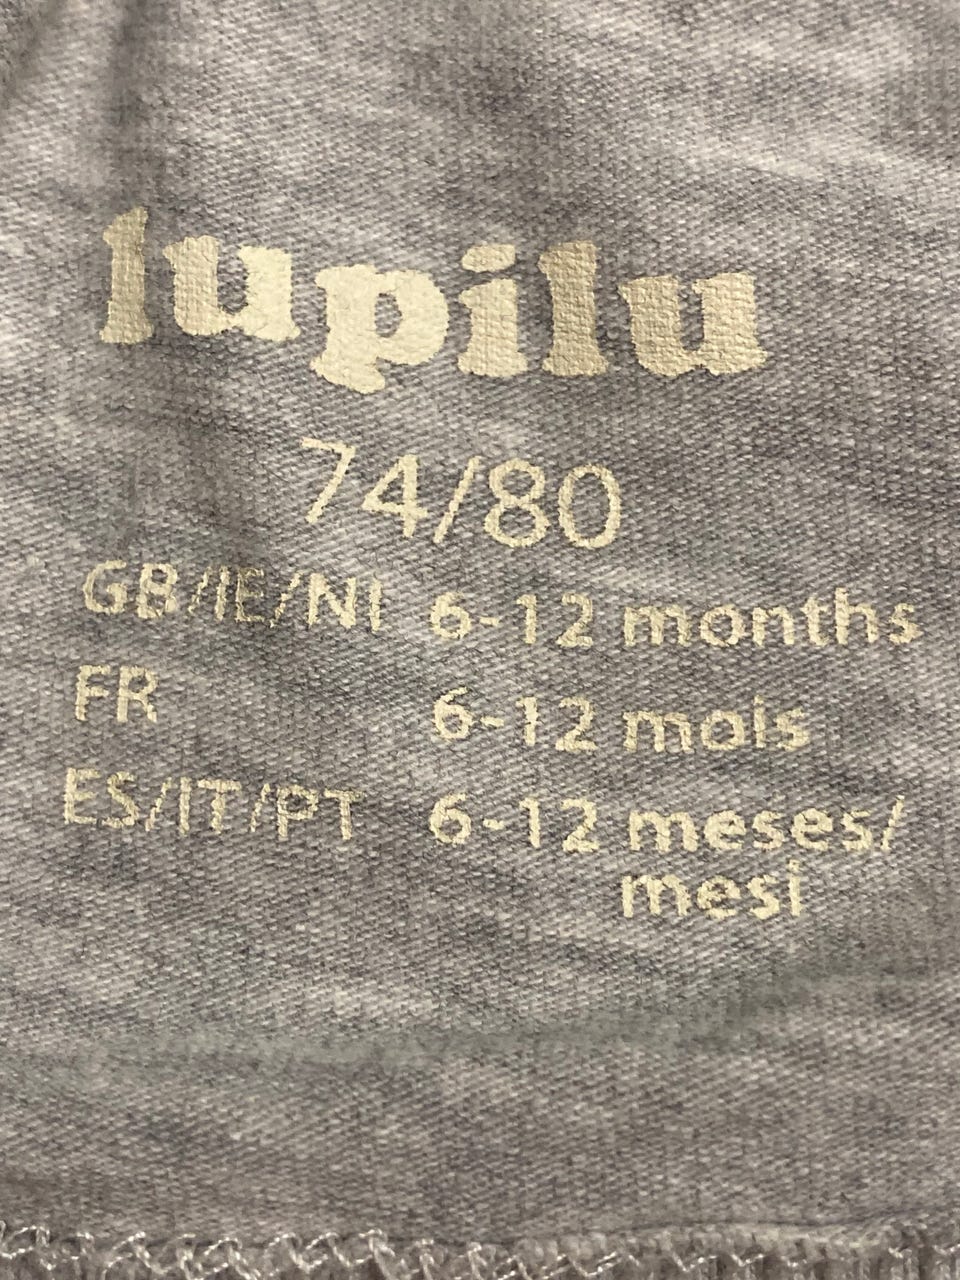 lupilu
74/80
GB/IE/NI 6-12 months
FR 6-12 mois
ES/IT/PT 6-12 meses/
mesi